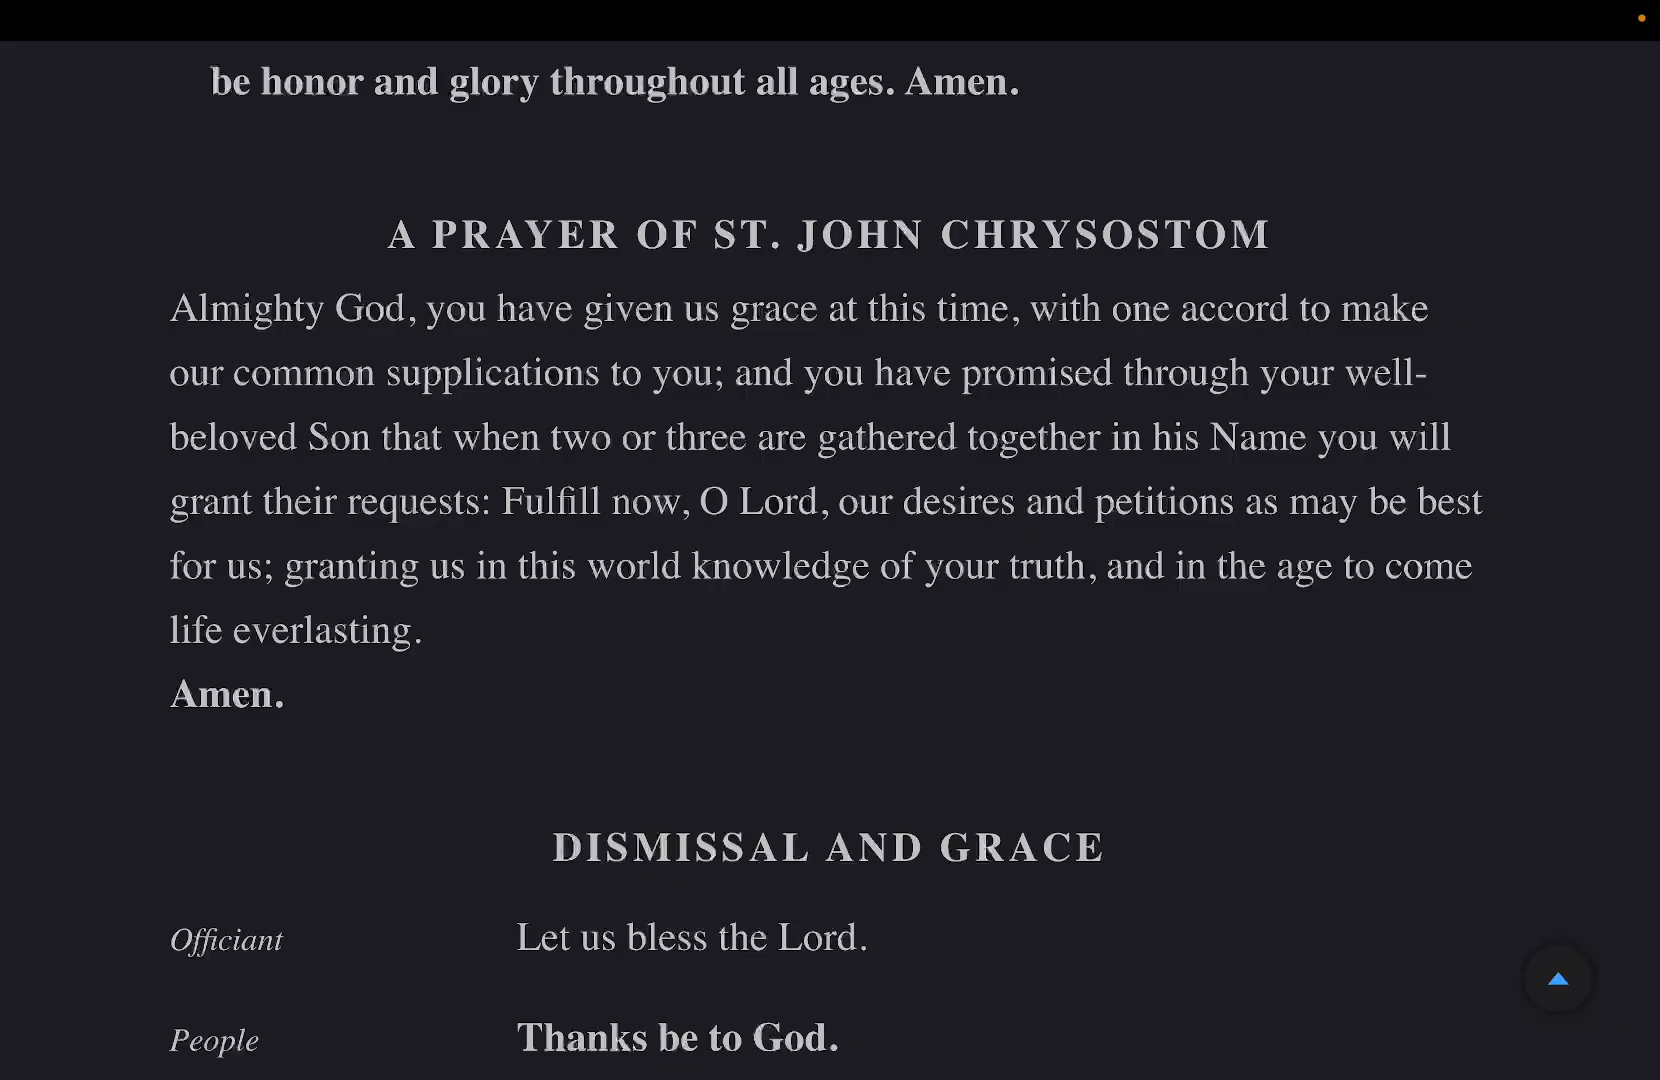 be honor and glory throughout all ages. Amen.
A PRAYER OF ST. JOHN CHRYSOSTOM
Almighty God, you have given us grace at this time, with one accord to make
our common supplications to you; and you have promised through your well-
beloved Son that when two or three are gathered together in his Name you will
grant their requests: Fulfill now, O Lord, our desires and petitions as may be best
for us; granting us in this world knowledge of your truth, and in the age to come
life everlasting.
Amen.
DISMISSAL AND GRACE
Officiant Let us bless the Lord.
People Thanks be to God.